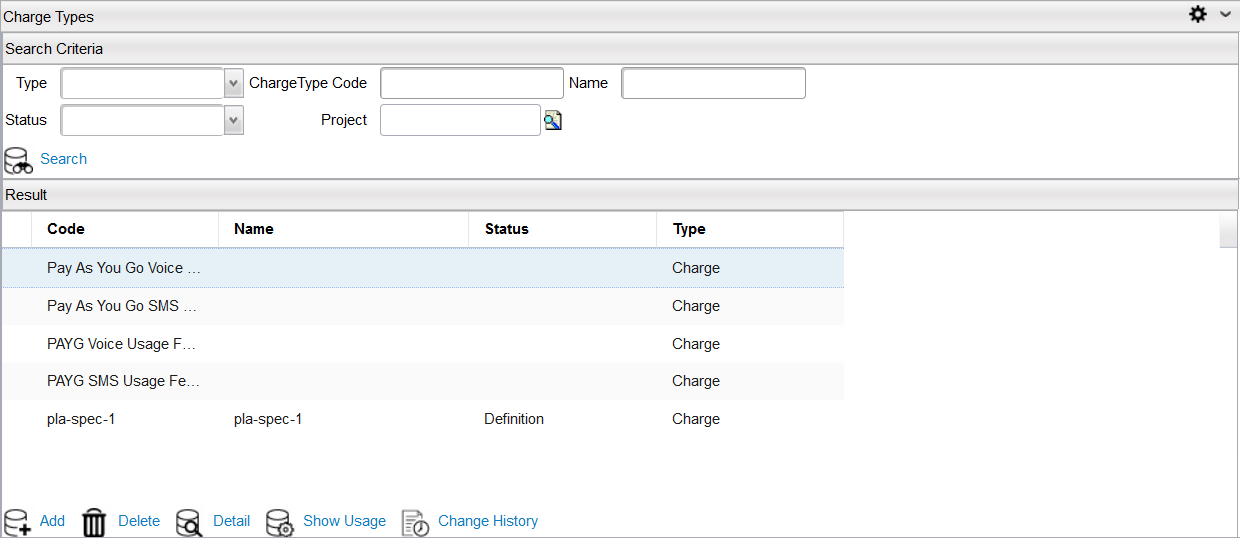 Charge Types
Search Criteria
Type ChargeType Code Name
Status Project
Search
Result
Code Name Status Type
Pay As You Go Voice ... Charge
Pay As You Go SMS ... Charge
PAYG Voice Usage F... Charge
PAYG SMS Usage Fe... Charge
pla-spec-1 pla-spec-1 Definition Charge
Add Delete Detail Show Usage Change History